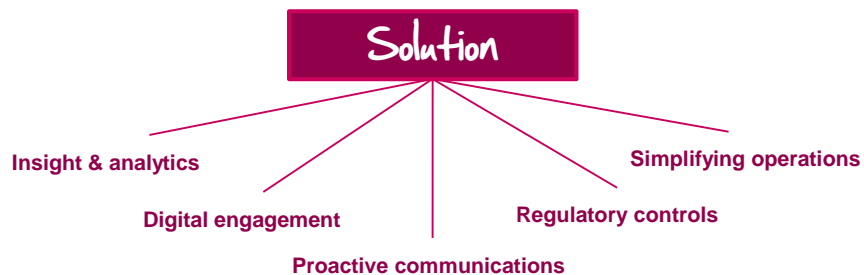 Solution
Insight & analytics
Simplifying operations
Digital engagement
Regulatory controls
Proactive communications